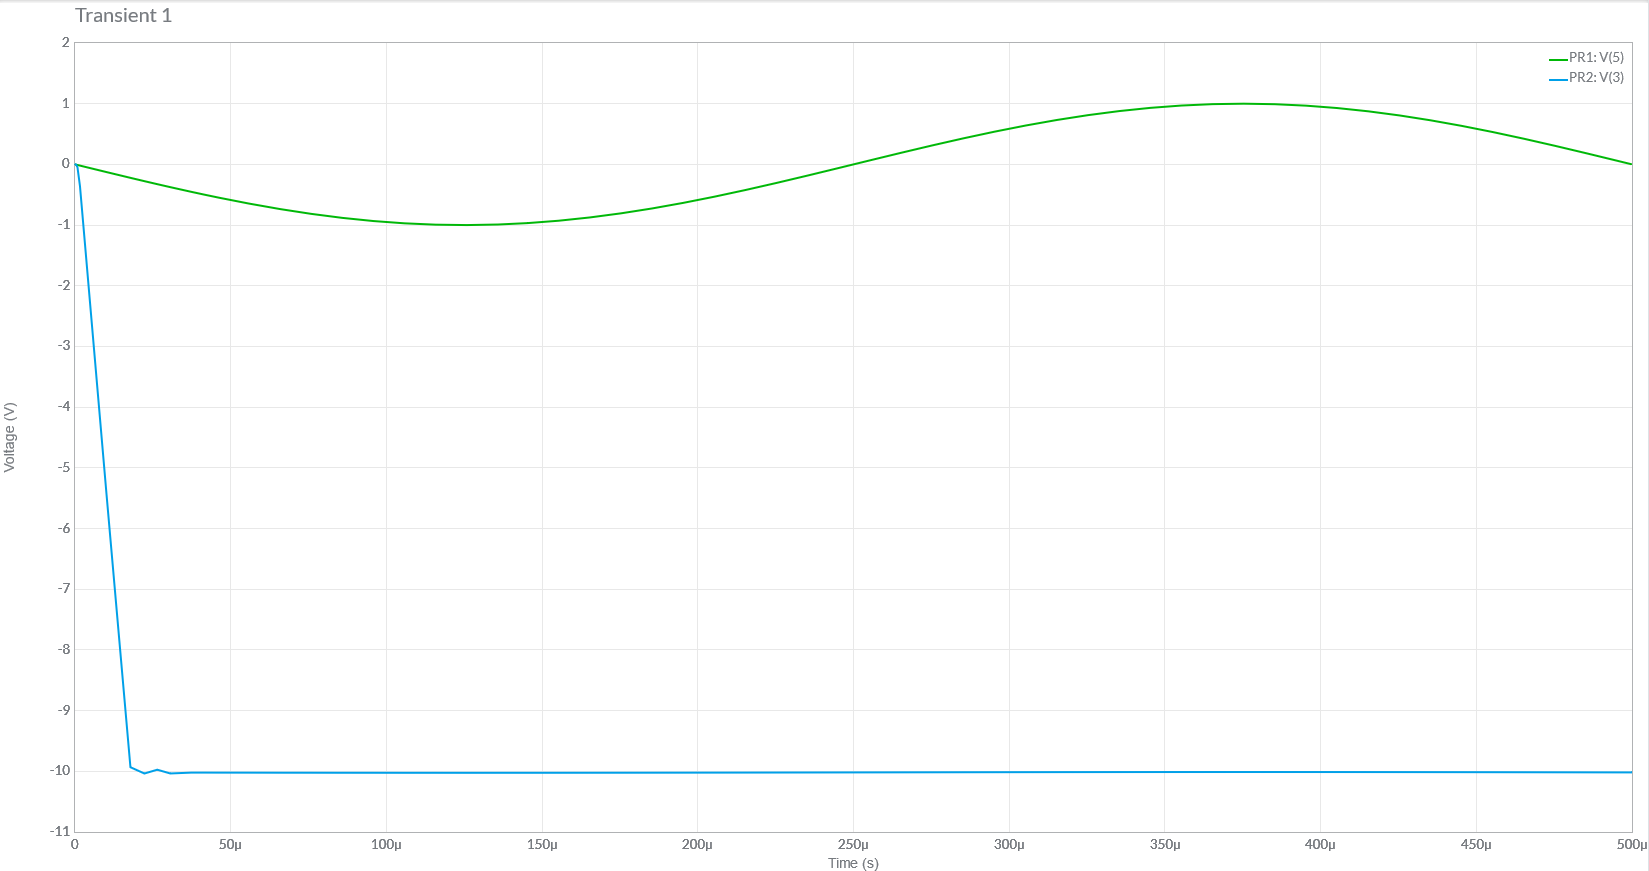 Transient 1
PR1: V(5)
PR2: V(3)
2
1
0
-1
-2
-3
-4
-5
-6
-7
-8
-9
-10
-11
Voltage (V)
0 50µ 100µ 150µ 200µ 250µ 300µ 350µ 400µ 450µ 500µ
Time (s)